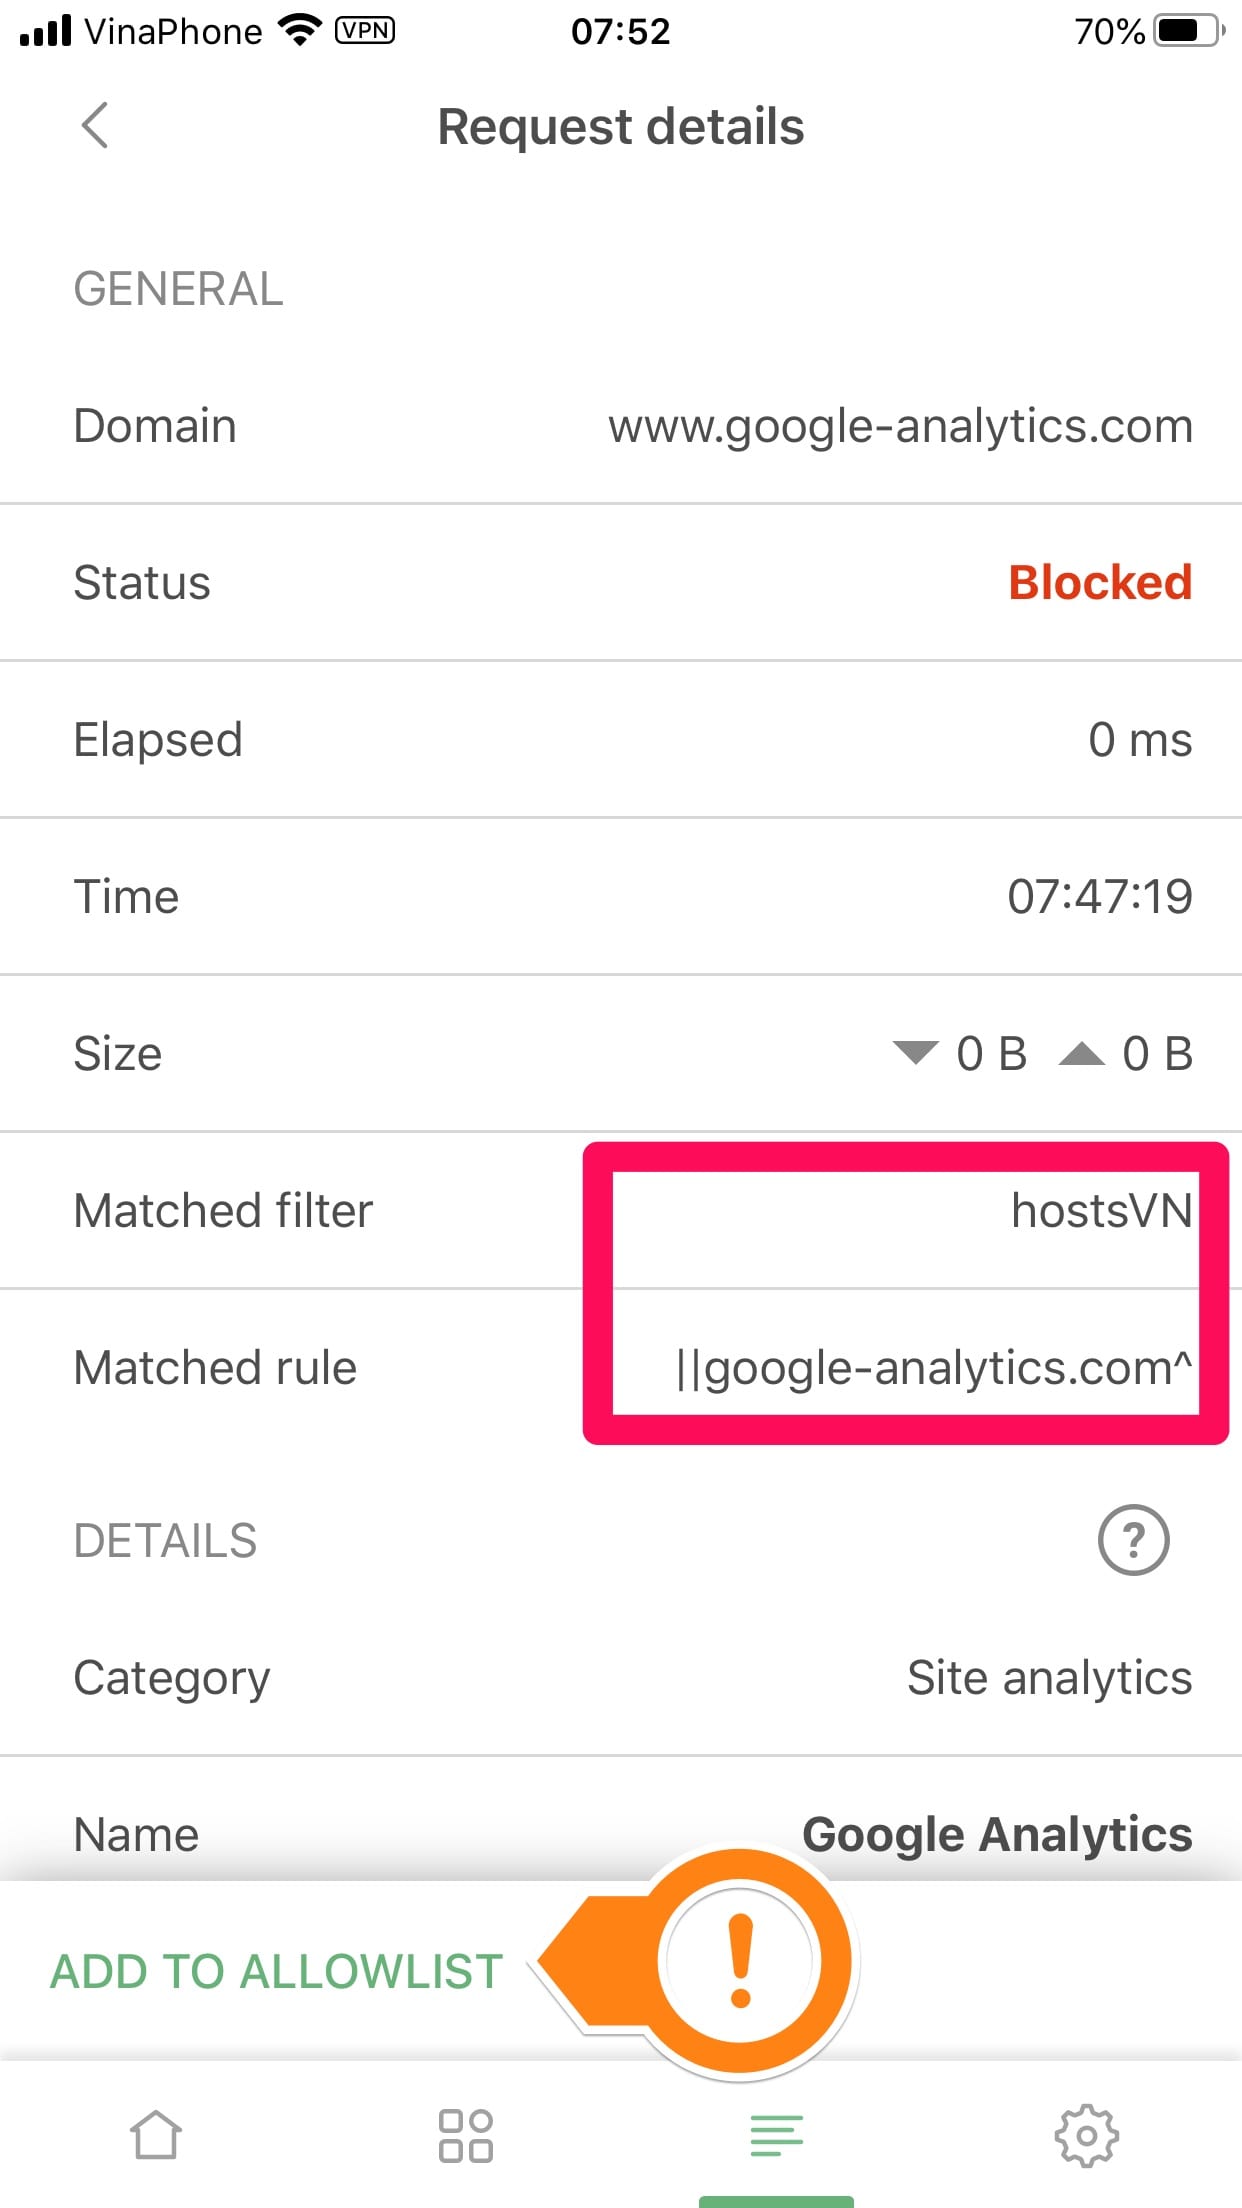 VinaPhone VPN 07:52 70%
Request details
GENERAL
Domain www.google-analytics.com
Status Blocked
Elapsed 0 ms
Time 07:47:19
Size ▼ 0 B ▲ 0 B
Matched filter hostsVN
Matched rule ||google-analytics.com^
DETAILS ?
Category Site analytics
Name Google Analytics
ADD TO ALLOWLIST !